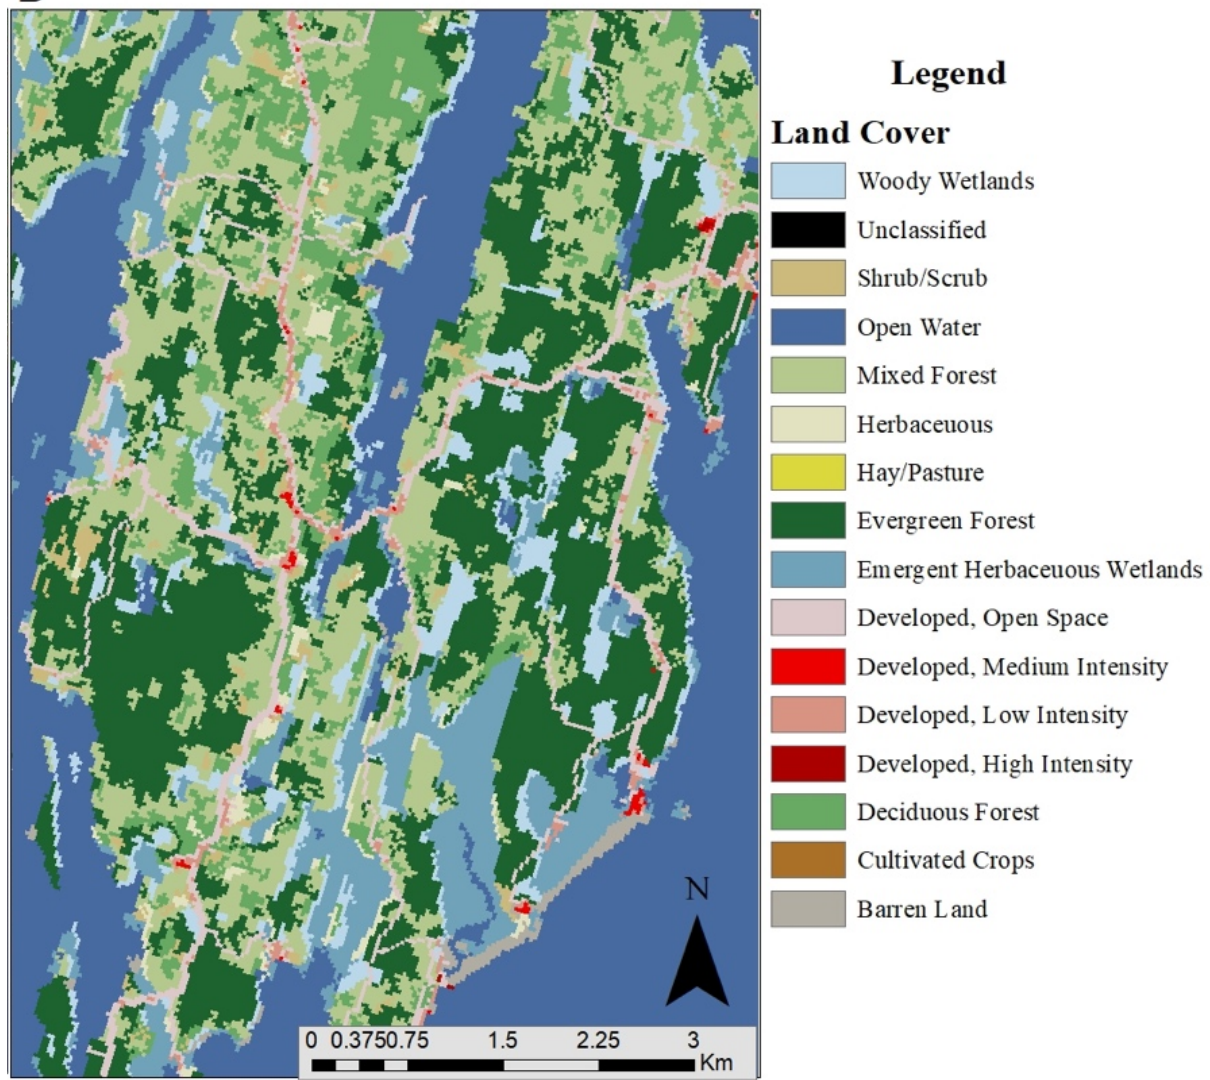 Legend
Land Cover
Woody Wetlands
Unclassified
Shrub/Scrub
Open Water
Mixed Forest
Herbaceuous
Hay/Pasture
Evergreen Forest
Emergent Herbaceuous Wetlands
Developed, Open Space
Developed, Medium Intensity
Developed, Low Intensity
Developed, High Intensity
Deciduous Forest
Cultivated Crops
Barren Land
N
0 0.3750.75 1.5 2.25 3
Km